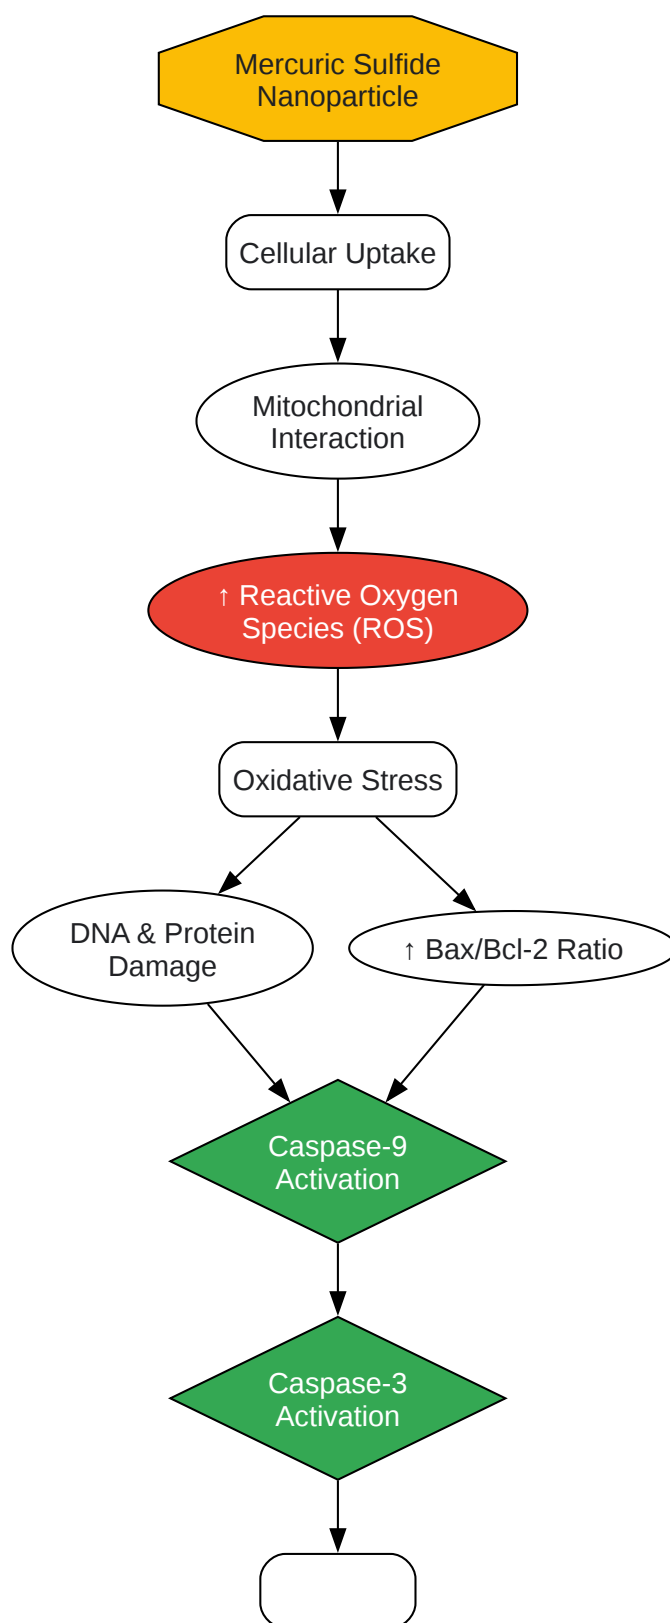 Mercuric Sulfide
Nanoparticle
Cellular Uptake
Mitochondrial
Interaction
↑ Reactive Oxygen
Species (ROS)
Oxidative Stress
DNA & Protein
Damage
↑ Bax/Bcl-2 Ratio
Caspase-9
Activation
Caspase-3
Activation